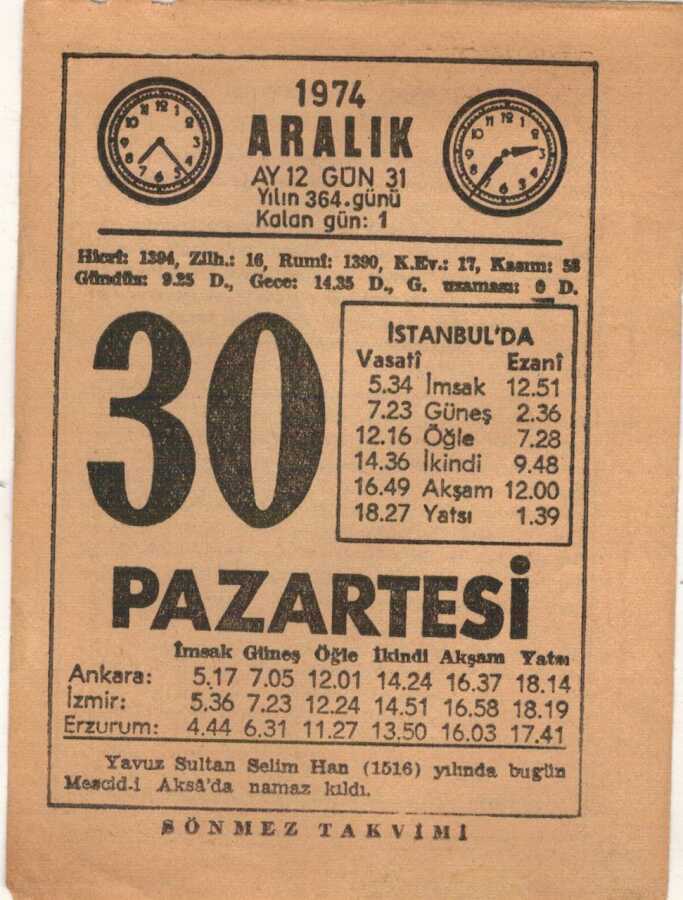 1974
ARALIK
AY 12 GÜN 31
Yılın 364.günü
Kalan gün: 1
Hicrî: 1394, Zilh.: 16, Rumî: 1390, K.Ev.: 17, Kasım: 53
Gündüz: 9.25 D., Gece: 14.35 D., G. uzaması: 0 D.
30
İSTANBUL'DA
Vasatî Ezanî
5.34 İmsak 12.51
7.23 Güneş 2.36
12.16 Öğle 7.28
14.36 İkindi 9.48
16.49 Akşam 12.00
18.27 Yatsı 1.39
PAZARTESİ
İmsak Güneş Öğle İkindi Akşam Yatsı
Ankara: 5.17 7.05 12.01 14.24 16.37 18.14
İzmir: 5.36 7.23 12.24 14.51 16.58 18.19
Erzurum: 4.44 6.31 11.27 13.50 16.03 17.41
Yavuz Sultan Selim Han (1516) yılında bugün
Mescid-i Aksâ'da namaz kıldı.
SÖNMEZ TAKVİMİ